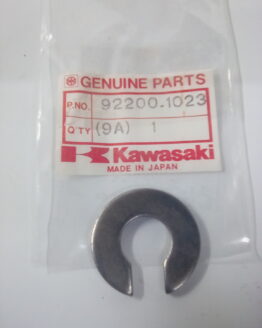 GENUINE PARTS
P.NO. 92200-1023
Q'TY (9A) 1
Kawasaki
MADE IN JAPAN